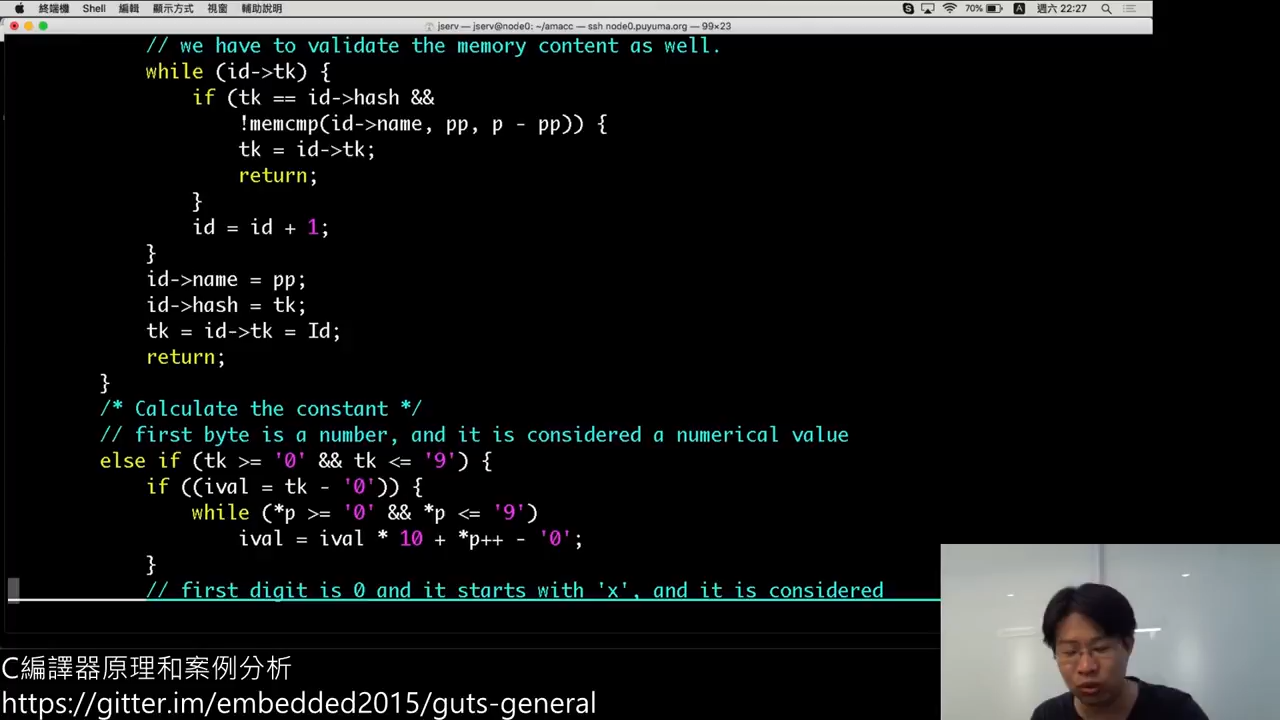 終端機 Shell 編輯 顯示方式 視窗 輔助說明 70% A 週六 22:27
jserv — jserv@node0: ~/amacc — ssh node0.puyuma.org — 99×23
// we have to validate the memory content as well.
while (id->tk) {
if (tk == id->hash &&
!memcmp(id->name, pp, p - pp)) {
tk = id->tk;
return;
}
id = id + 1;
}
id->name = pp;
id->hash = tk;
tk = id->tk = Id;
return;
}
/* Calculate the constant */
// first byte is a number, and it is considered a numerical value
else if (tk >= '0' && tk <= '9') {
if ((ival = tk - '0')) {
while (*p >= '0' && *p <= '9')
ival = ival * 10 + *p++ - '0';
}
// first digit is 0 and it starts with 'x', and it is considered
C編譯器原理和案例分析
https://gitter.im/embedded2015/guts-general